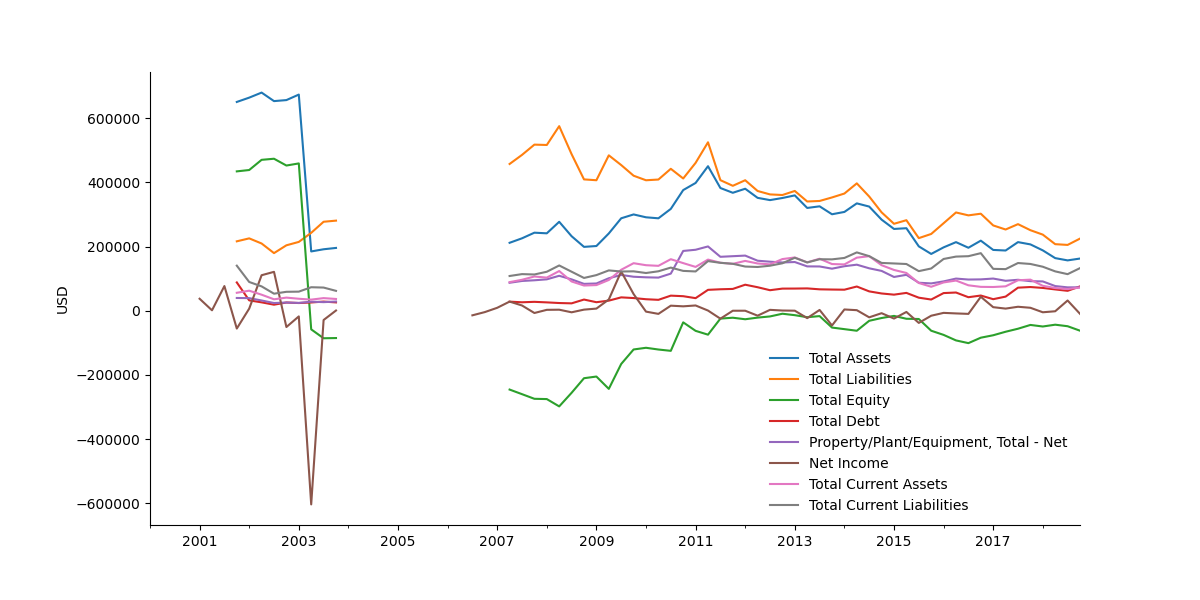 USD
600000
400000
200000
0
−200000
−400000
−600000
2001 2003 2005 2007 2009 2011 2013 2015 2017
Total Assets
Total Liabilities
Total Equity
Total Debt
Property/Plant/Equipment, Total - Net
Net Income
Total Current Assets
Total Current Liabilities